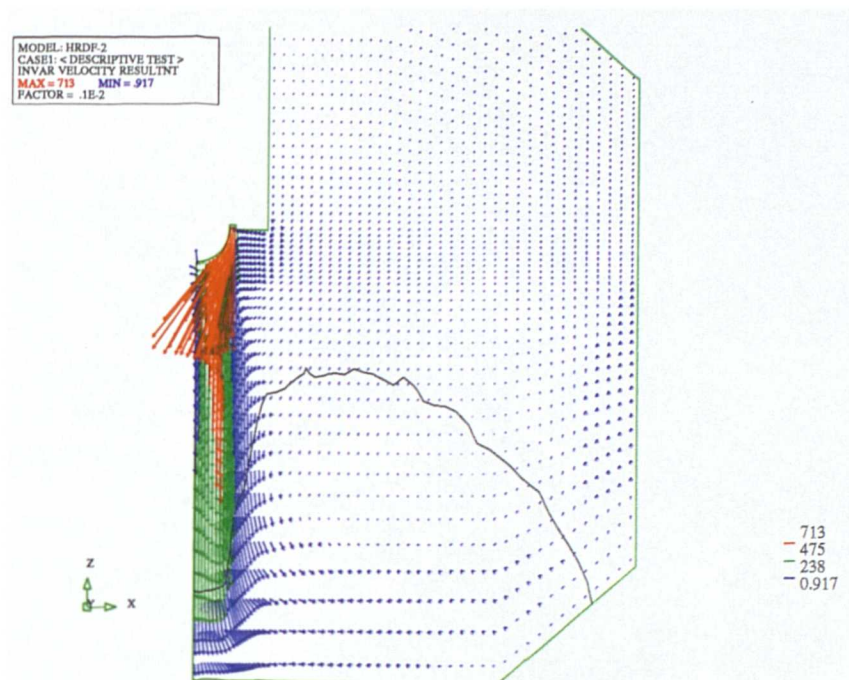 MODEL: HRDF-2
CASE1: < DESCRIPTIVE TEST >
INVAR VELOCITY RESULTNT
MAX = 713 MIN = .917
FACTOR = .1E-2
Z
Y X
713
475
238
0.917